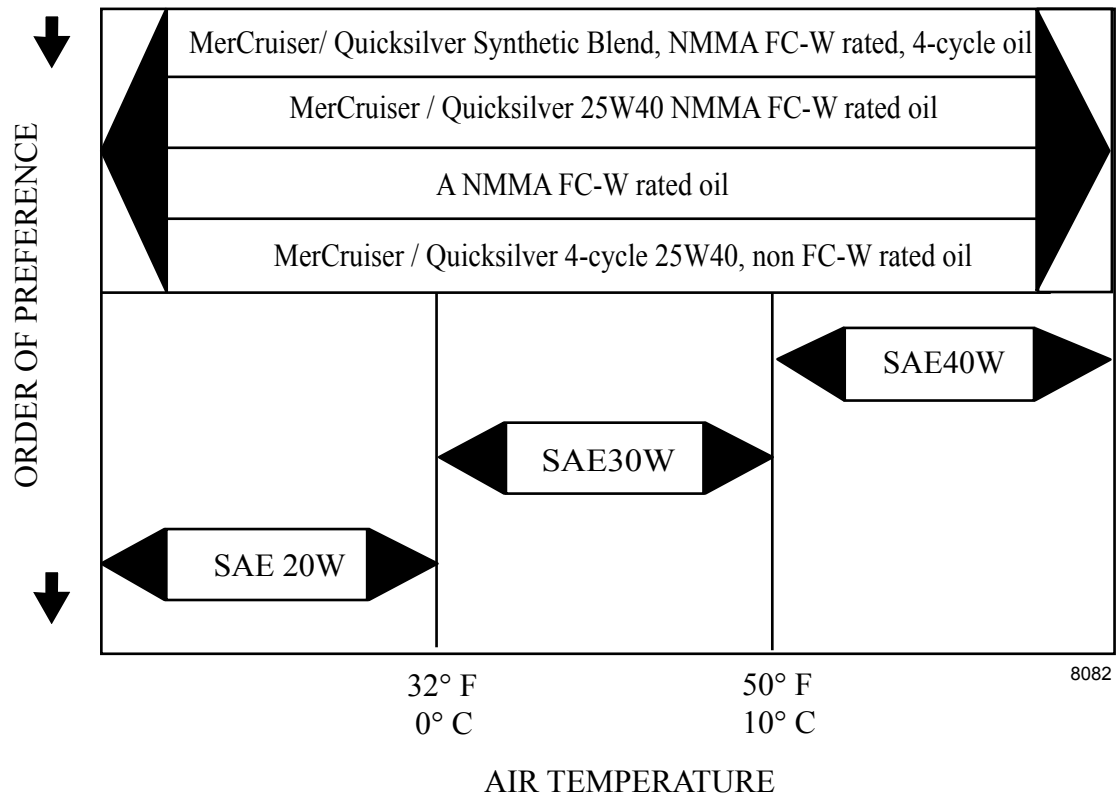 MerCruiser/ Quicksilver Synthetic Blend, NMMA FC-W rated, 4-cycle oil
MerCruiser / Quicksilver 25W40 NMMA FC-W rated oil
A NMMA FC-W rated oil
MerCruiser / Quicksilver 4-cycle 25W40, non FC-W rated oil
ORDER OF PREFERENCE
SAE40W
SAE30W
SAE 20W
32° F
0° C
50° F
10° C
8082
AIR TEMPERATURE